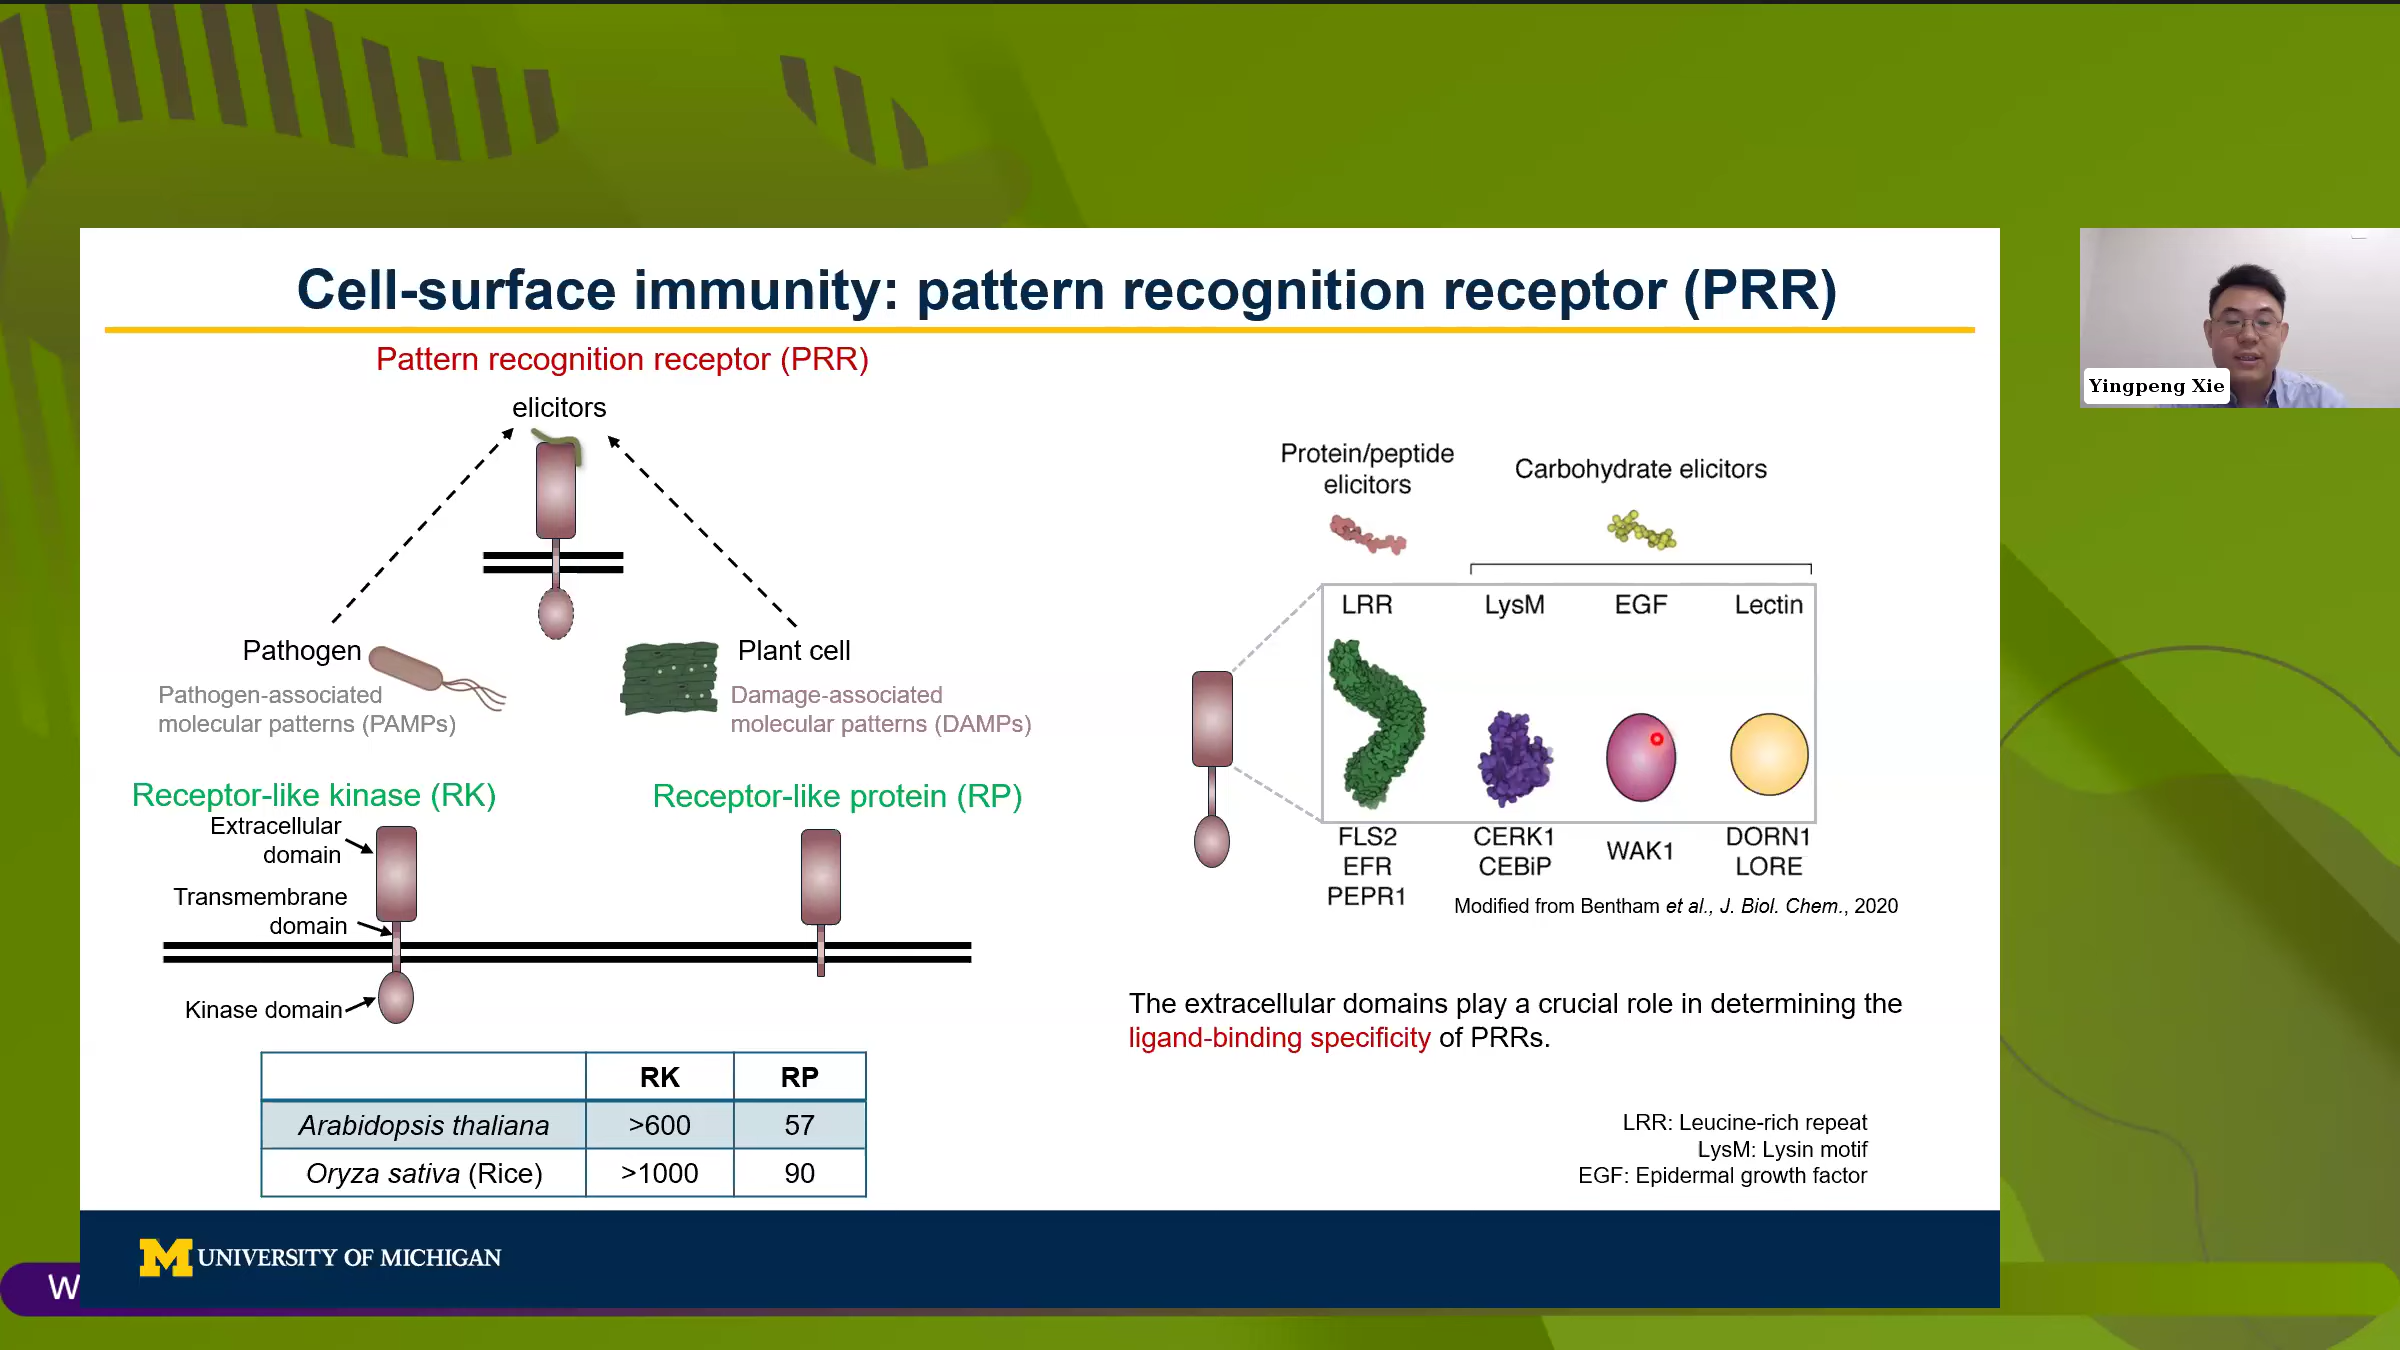 Cell-surface immunity: pattern recognition receptor (PRR)
Pattern recognition receptor (PRR)
elicitors
Pathogen
Pathogen-associated
molecular patterns (PAMPs)
Plant cell
Damage-associated
molecular patterns (DAMPs)
Receptor-like kinase (RK)
Receptor-like protein (RP)
Extracellular
domain
Transmembrane
domain
Kinase domain
RK RP
Arabidopsis thaliana >600 57
Oryza sativa (Rice) >1000 90
Protein/peptide
elicitors
Carbohydrate elicitors
LRR LysM EGF Lectin
FLS2
EFR
PEPR1
CERK1
CEBiP
WAK1
DORN1
LORE
Modified from Bentham et al., J. Biol. Chem., 2020
The extracellular domains play a crucial role in determining the
ligand-binding specificity of PRRs.
LRR: Leucine-rich repeat
LysM: Lysin motif
EGF: Epidermal growth factor
M UNIVERSITY OF MICHIGAN
W
Yingpeng Xie